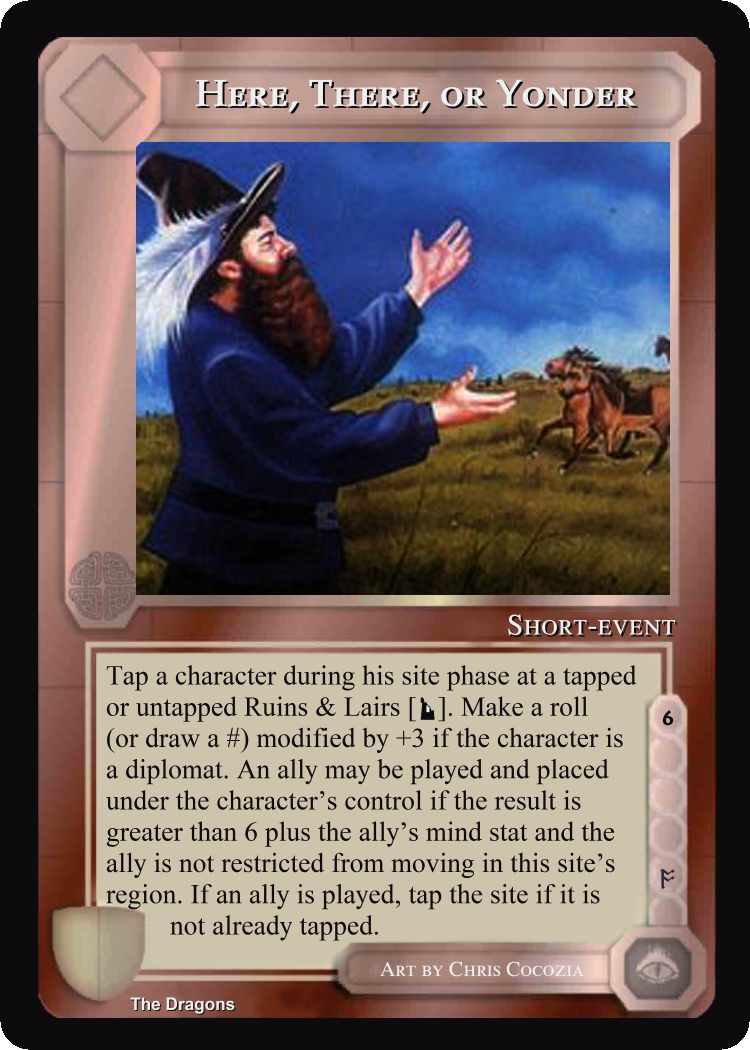 Here, There, or Yonder
Short-event
Tap a character during his site phase at a tapped
or untapped Ruins & Lairs [ ]. Make a roll
(or draw a #) modified by +3 if the character is
a diplomat. An ally may be played and placed
under the character's control if the result is
greater than 6 plus the ally's mind stat and the
ally is not restricted from moving in this site's
region. If an ally is played, tap the site if it is
not already tapped.
6
Art by Chris Cocozia
The Dragons